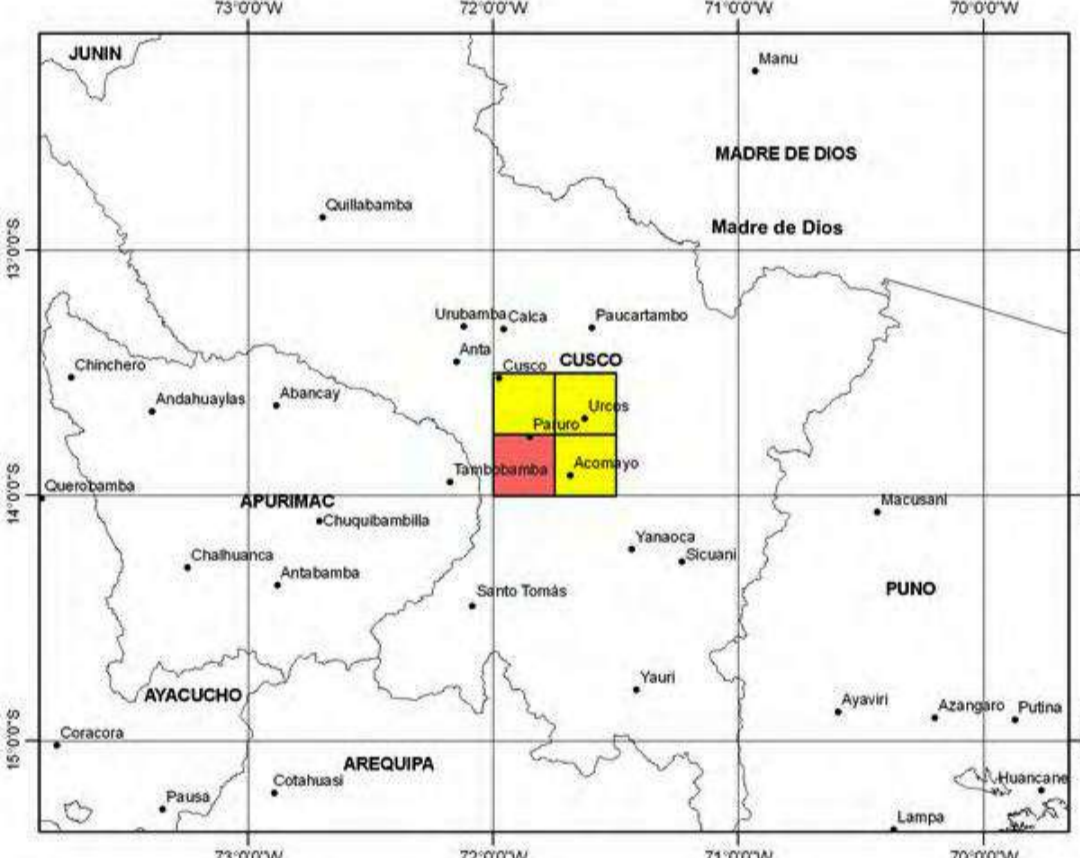 73°0'0"W 72°0'0"W 71°0'0"W 70°0'0"W
JUNIN
Manu
MADRE DE DIOS
Quillabamba
Madre de Dios
13°0'0"S
Urubamba Calca Paucartambo
Anta
CUSCO
Cusco
Chinchero
Andahuaylas
Abancay
Urcos
Paruro
Tambobamba
Acomayo
Querobamba
14°0'0"S
APURIMAC
Macusani
Chuquibambilla
Yanaoca
Sicuani
Chalhuanca
Antabamba
Santo Tomás
PUNO
Yauri
AYACUCHO
Ayaviri
Azangaro
Putina
Coracora
15°0'0"S
AREQUIPA
Cotahuasi
Huancane
Pausa
Lampa
73°0'0"W 72°0'0"W 71°0'0"W 70°0'0"W